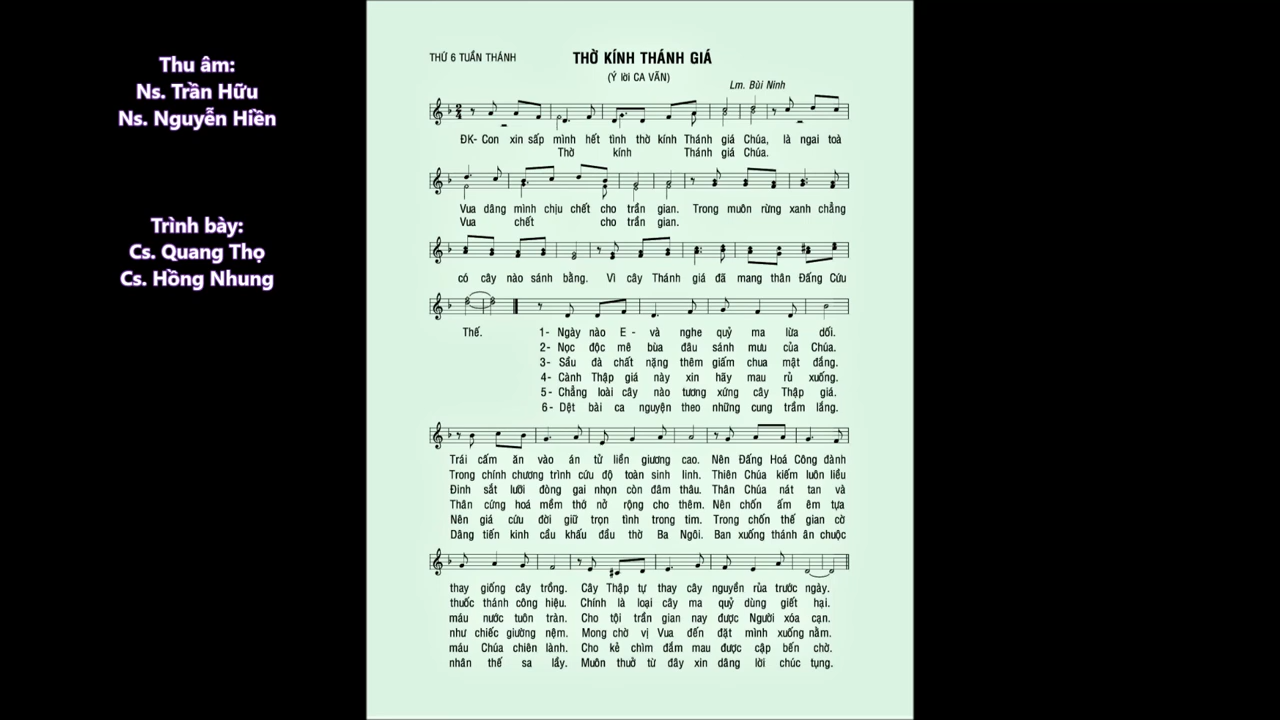 Thu âm:
Ns. Trần Hữu
Ns. Nguyễn Hiền
Trình bày:
Cs. Quang Thọ
Cs. Hồng Nhung
THỨ 6 TUẦN THÁNH
THỜ KÍNH THÁNH GIÁ
(Ý lời CA VÃN)
Lm. Bùi Ninh
ĐK- Con xin sấp mình hết tình thờ kính Thánh giá Chúa, là ngai toà
Thờ kính Thánh giá Chúa.
Vua dâng mình chịu chết cho trần gian. Trong muôn rừng xanh chẳng
Vua chết cho trần gian.
có cây nào sánh bằng. Vì cây Thánh giá đã mang thân Đấng Cứu
Thế. 1- Ngày nào E - và nghe quỷ ma lừa dối.
2- Nọc độc mê bùa đâu sánh mưu của Chúa.
3- Sầu đà chất nặng thêm giấm chua mật đắng.
4- Cành Thập giá này xin hãy mau rủ xuống.
5- Chẳng loài cây nào tương xứng cây Thập giá.
6- Dệt bài ca nguyện theo những cung trầm lắng.
Trái cấm ăn vào án tử liền giương cao. Nên Đấng Hoá Công đành
Trong chính chương trình cứu độ toàn sinh linh. Thiên Chúa kiếm luôn liều
Đinh sắt lưỡi đòng gai nhọn còn đâm thâu. Thân Chúa nát tan và
Thân cứng hoá mềm thớ nở rộng cho thêm. Nên chốn ấm êm tựa
Nên giá cứu đời giữ trọn tình trong tim. Trong chốn thế gian cờ
Dâng tiến kinh cầu khấu đầu thờ Ba Ngôi. Ban xuống thánh ân chuộc
thay giống cây trồng. Cây Thập tự thay cây nguyền rủa trước ngày.
thuốc thánh công hiệu. Chính là loại cây ma quỷ dùng giết hại.
máu nước tuôn tràn. Cho tội trần gian nay được Người xóa cạn.
như chiếc giường nệm. Mong chờ vị Vua đến đặt mình xuống nằm.
máu Chúa chiên lành. Cho kẻ chìm đắm mau được cập bến chờ.
nhân thế sa lầy. Muôn thuở từ đây xin dâng lời chúc tụng.